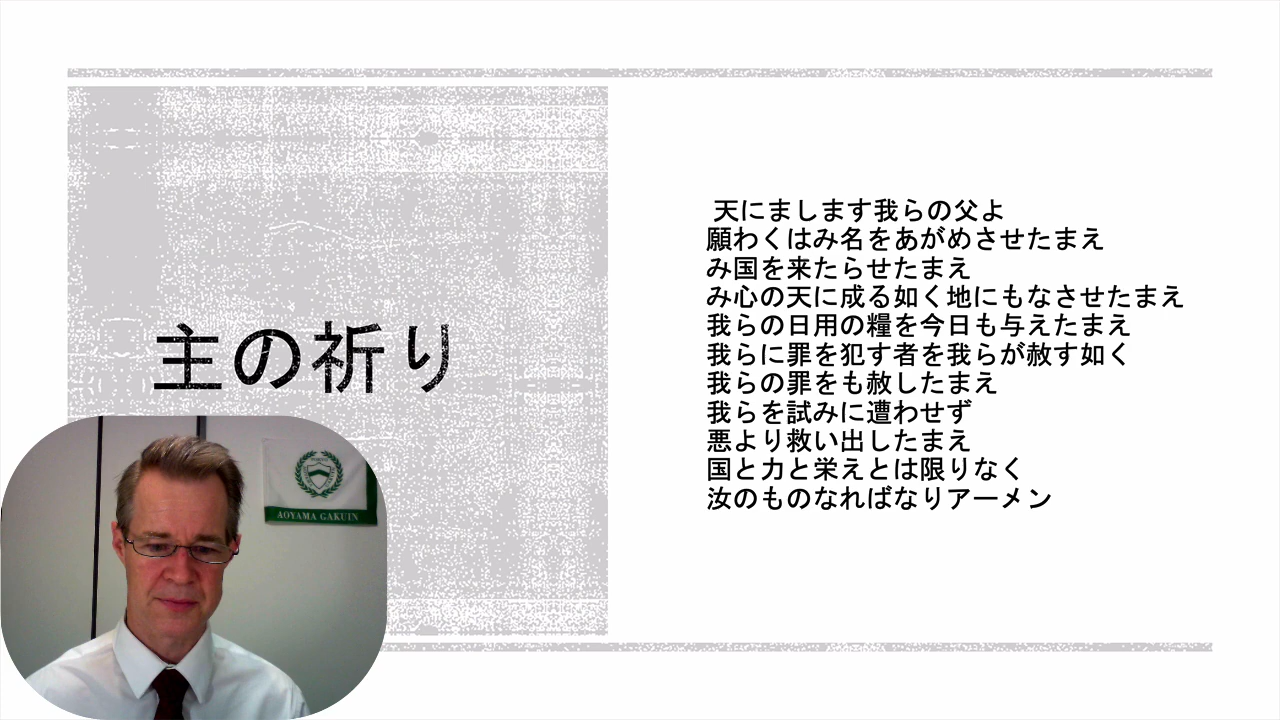 主の祈り
天にまします我らの父よ
願わくはみ名をあがめさせたまえ
み国を来たらせたまえ
み心の天に成る如く地にもなさせたまえ
我らの日用の糧を今日も与えたまえ
我らに罪を犯す者を我らが赦す如く
我らの罪をも赦したまえ
我らを試みに遭わせず
悪より救い出したまえ
国と力と栄えとは限りなく
汝のものなればなりアーメン
AOYAMA GAKUIN